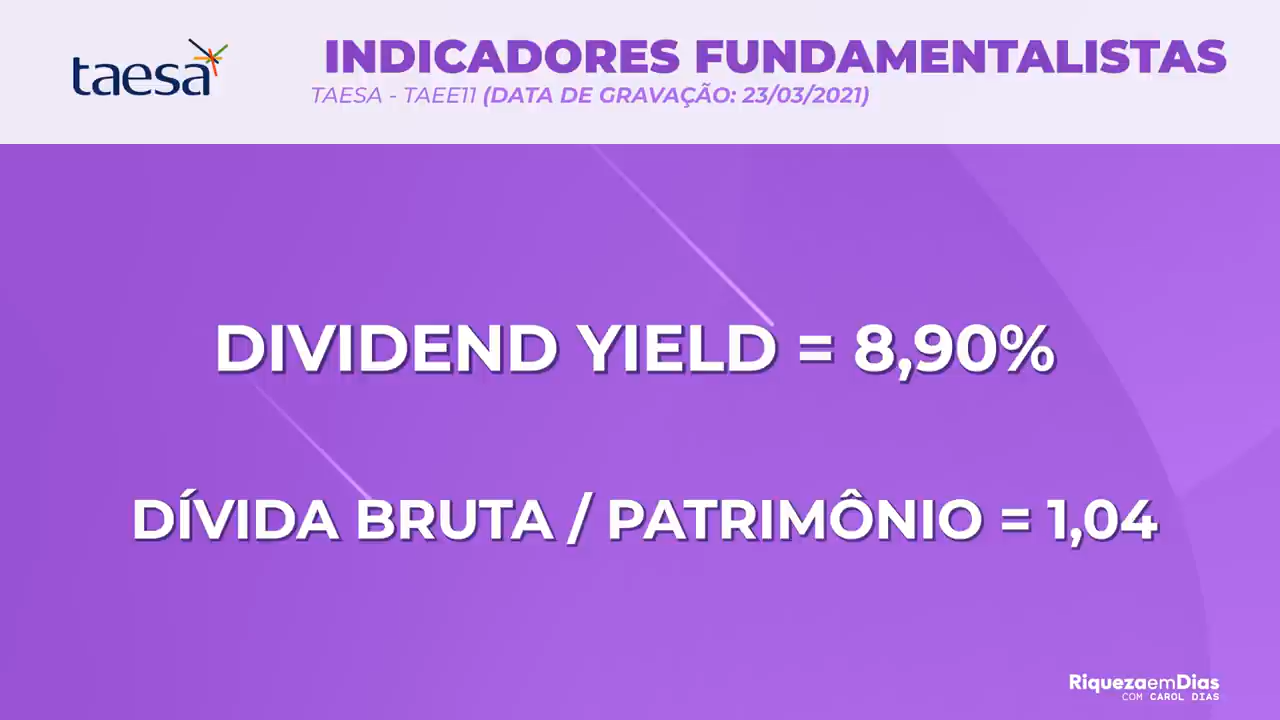 taesa
INDICADORES FUNDAMENTALISTAS
TAESA - TAEE11 (DATA DE GRAVAÇÃO: 23/03/2021)
DIVIDEND YIELD = 8,90%
DÍVIDA BRUTA / PATRIMÔNIO = 1,04
RiquezaemDias
COM CAROL DIAS